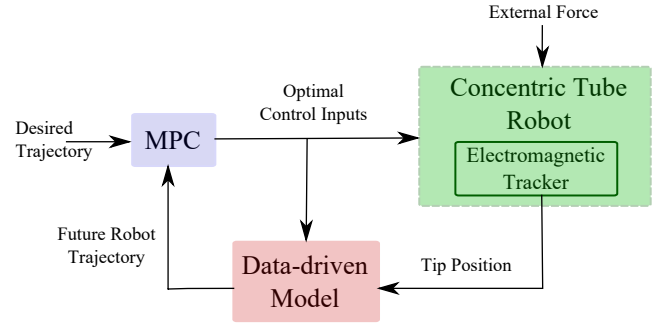 External Force
Optimal
Control Inputs
Concentric Tube
Robot
Desired
Trajectory
MPC
Electromagnetic
Tracker
Future Robot
Trajectory
Data-driven
Model
Tip Position